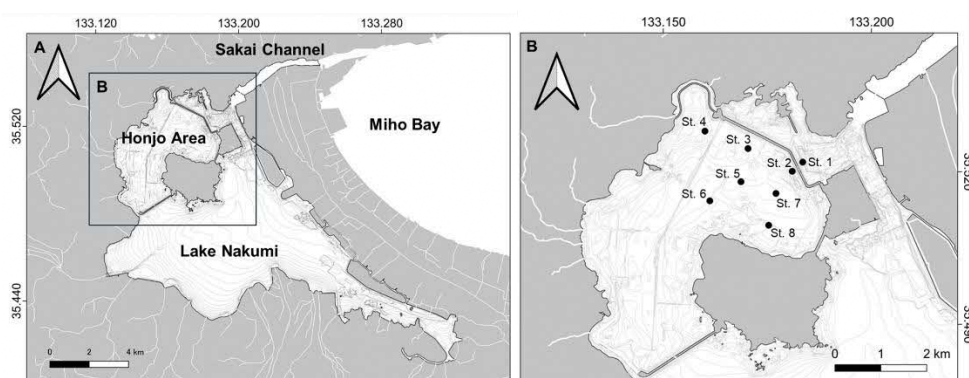 133.120
133.200
133.280
A
Sakai Channel
B
Honjo Area
Miho Bay
Lake Nakumi
35.520
35.440
0 2 4 km
B
133.150
133.200
St. 4
St. 3
St. 2
St. 1
St. 5
St. 6
St. 7
St. 8
0 1 2 km